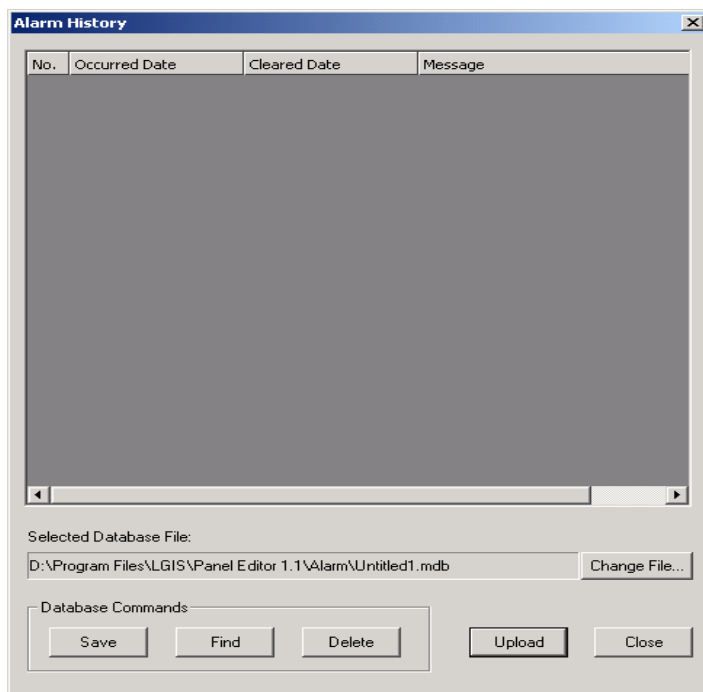 Alarm History
No. Occurred Date Cleared Date Message
Selected Database File:
D:\Program Files\LGIS\Panel Editor 1.1\Alarm\Untitled1.mdb Change File...
Database Commands
Save Find Delete Upload Close